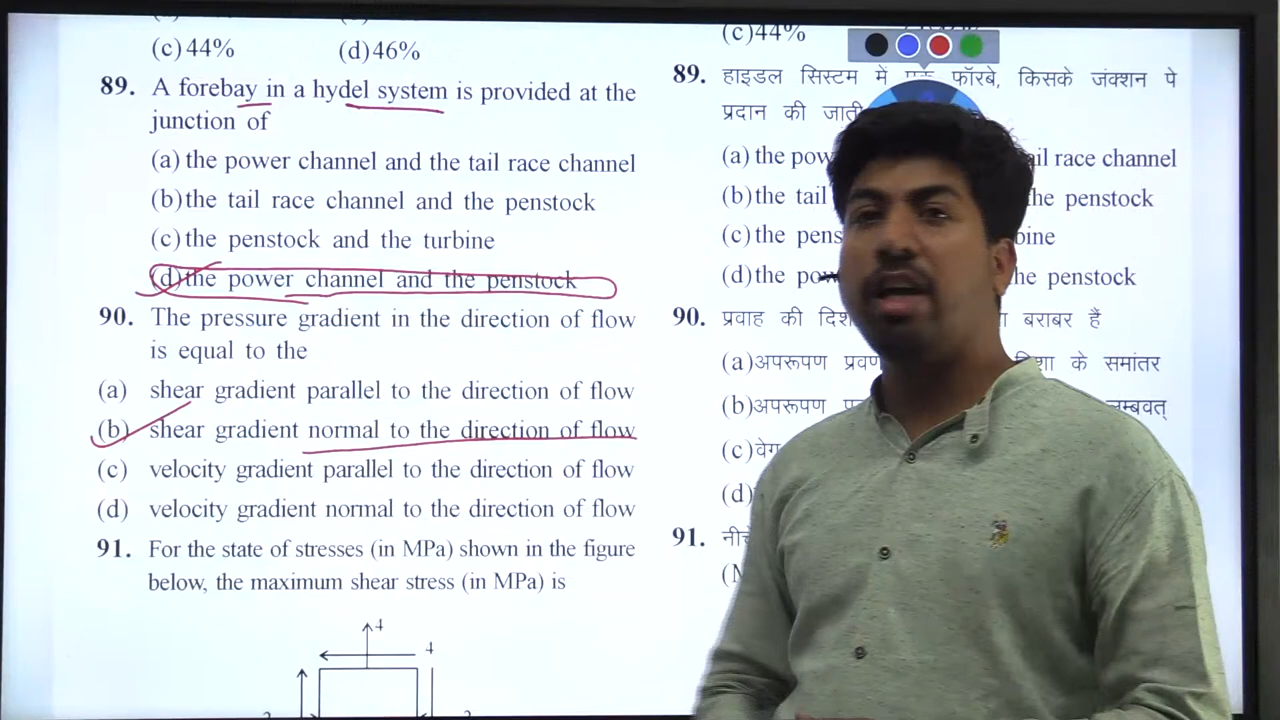 (c) 44% (d) 46%
89. A forebay in a hydel system is provided at the
junction of
(a) the power channel and the tail race channel
(b) the tail race channel and the penstock
(c) the penstock and the turbine
(d) the power channel and the penstock
90. The pressure gradient in the direction of flow
is equal to the
(a) shear gradient parallel to the direction of flow
(b) shear gradient normal to the direction of flow
(c) velocity gradient parallel to the direction of flow
(d) velocity gradient normal to the direction of flow
91. For the state of stresses (in MPa) shown in the figure
below, the maximum shear stress (in MPa) is
4
4
(c) 44%
89. हाइडल सिस्टम में एक फॉरबे, किसके जंक्शन पे
प्रदान की जाती
(a) the tail race channel
(b) the tail the penstock
(c) the
(d) the the penstock
90. प्रवाह की बराबर हैं
(a) अपरूपण के समांतर
(b) अपरूपण लम्बवत्
(c) वेग
(d)
91.